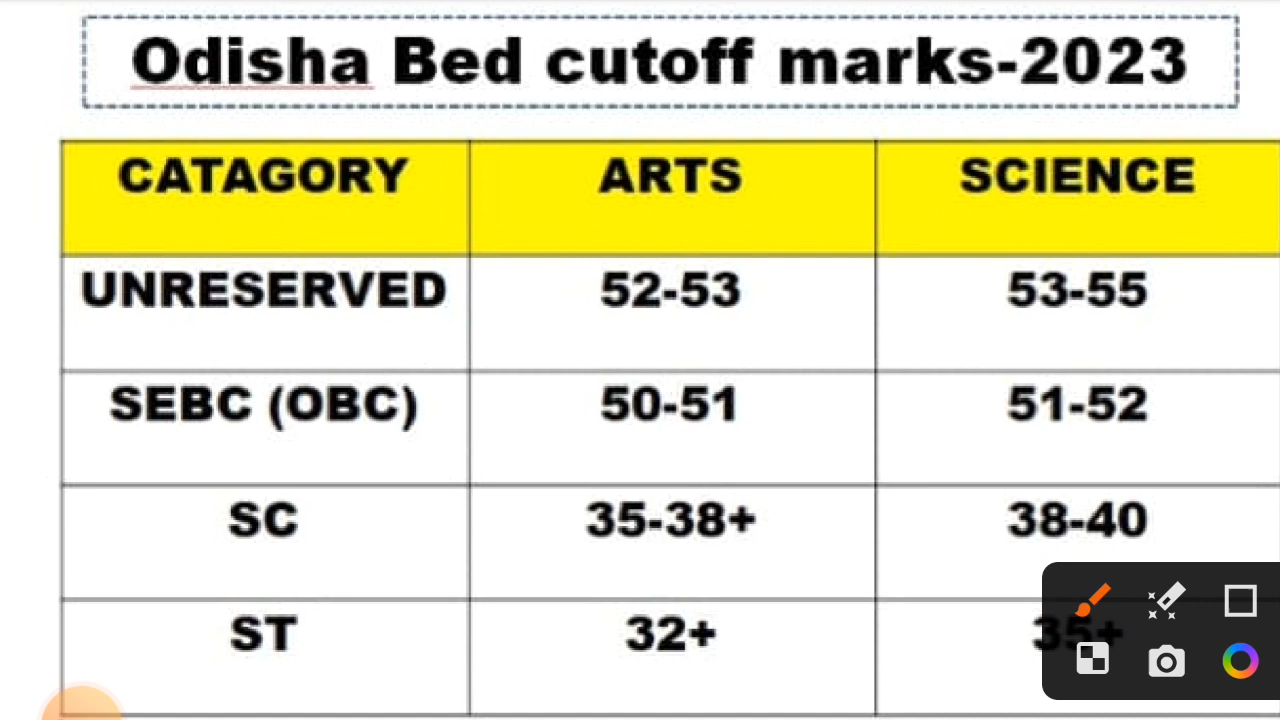 Odisha Bed cutoff marks-2023
CATAGORY ARTS SCIENCE
UNRESERVED 52-53 53-55
SEBC (OBC) 50-51 51-52
SC 35-38+ 38-40
ST 32+ 35+